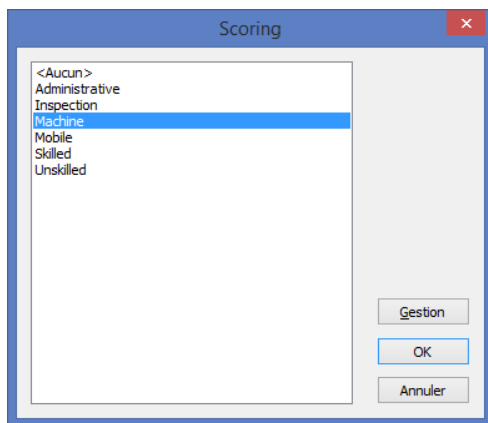 Scoring
<Aucun>
Administrative
Inspection
Machine
Mobile
Skilled
Unskilled
Gestion
OK
Annuler